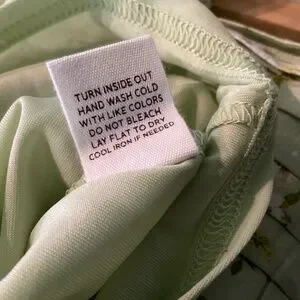 TURN INSIDE OUT
HAND WASH COLD
WITH LIKE COLORS
DO NOT BLEACH
LAY FLAT TO DRY
COOL IRON IF NEEDED